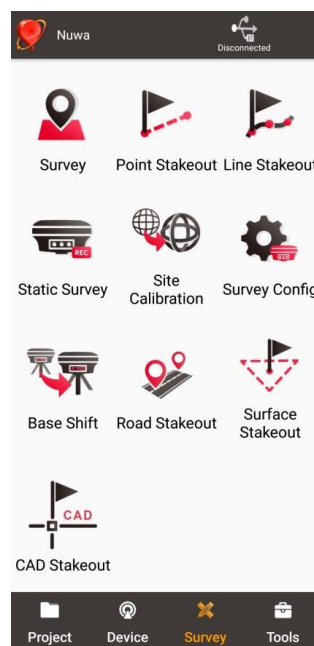 Nuwa
Disconnected
Survey
Point Stakeout
Line Stakeout
REC
Static Survey
Site
Calibration
Survey Config
Base Shift
Road Stakeout
Surface
Stakeout
CAD
CAD Stakeout
Project
Device
Survey
Tools